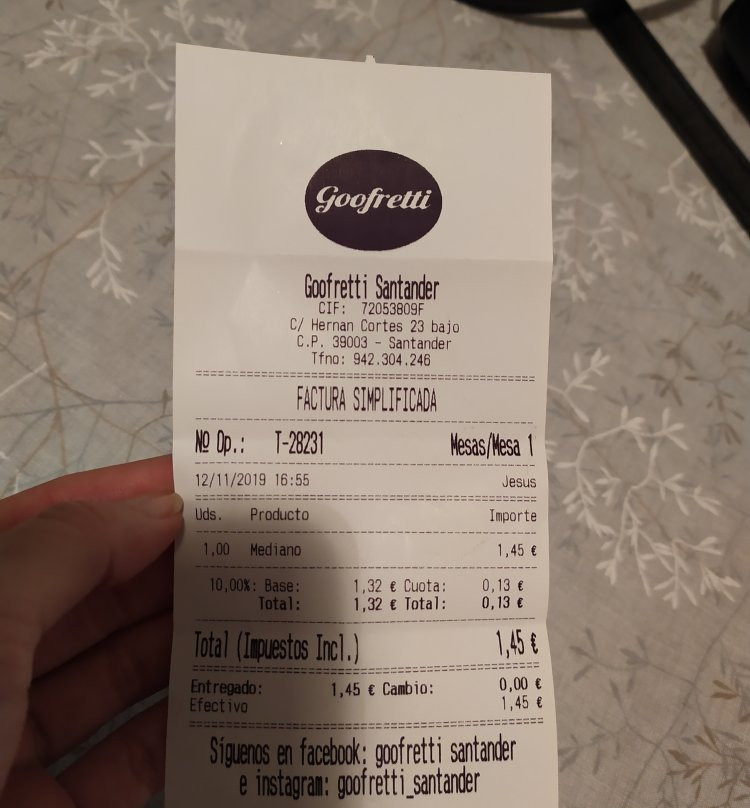 Goofretti
Goofretti Santander
CIF: 72053809F
C/ Hernan Cortes 23 bajo
C.P. 39003 - Santander
Tfno: 942.304.246
FACTURA SIMPLIFICADA
Nº Op.: T-28231 Mesas/Mesa 1
12/11/2019 16:55 Jesus
Uds. Producto Importe
1,00 Mediano 1,45 €
10,00%: Base: 1,32 € Cuota: 0,13 €
Total: 1,32 € Total: 0,13 €
Total (Impuestos Incl.) 1,45 €
Entregado: 1,45 € Cambio: 0,00 €
Efectivo 1,45 €
Síguenos en facebook: goofretti santander
e instagram: goofretti_santander